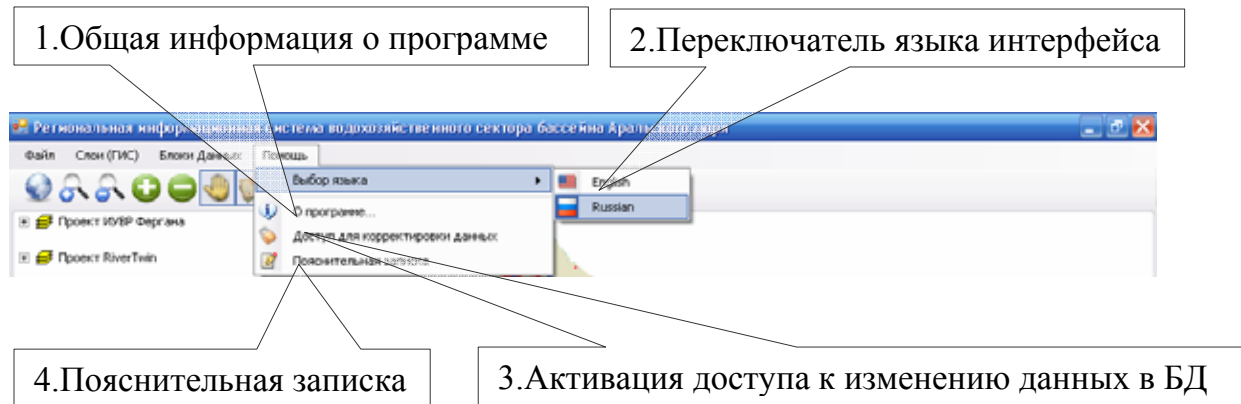 1.Общая информация о программе
2.Переключатель языка интерфейса
Региональная информационная система водохозяйственного сектора бассейна Аральского моря
Файл Слои (ГИС) Блоки Данных Помощь
Выбор языка English
Russian
О программе...
Проект ИУВР Фергана
Доступ для корректировки данных
Проект RiverTwin
Пояснительная записка
4.Пояснительная записка
3.Активация доступа к изменению данных в БД